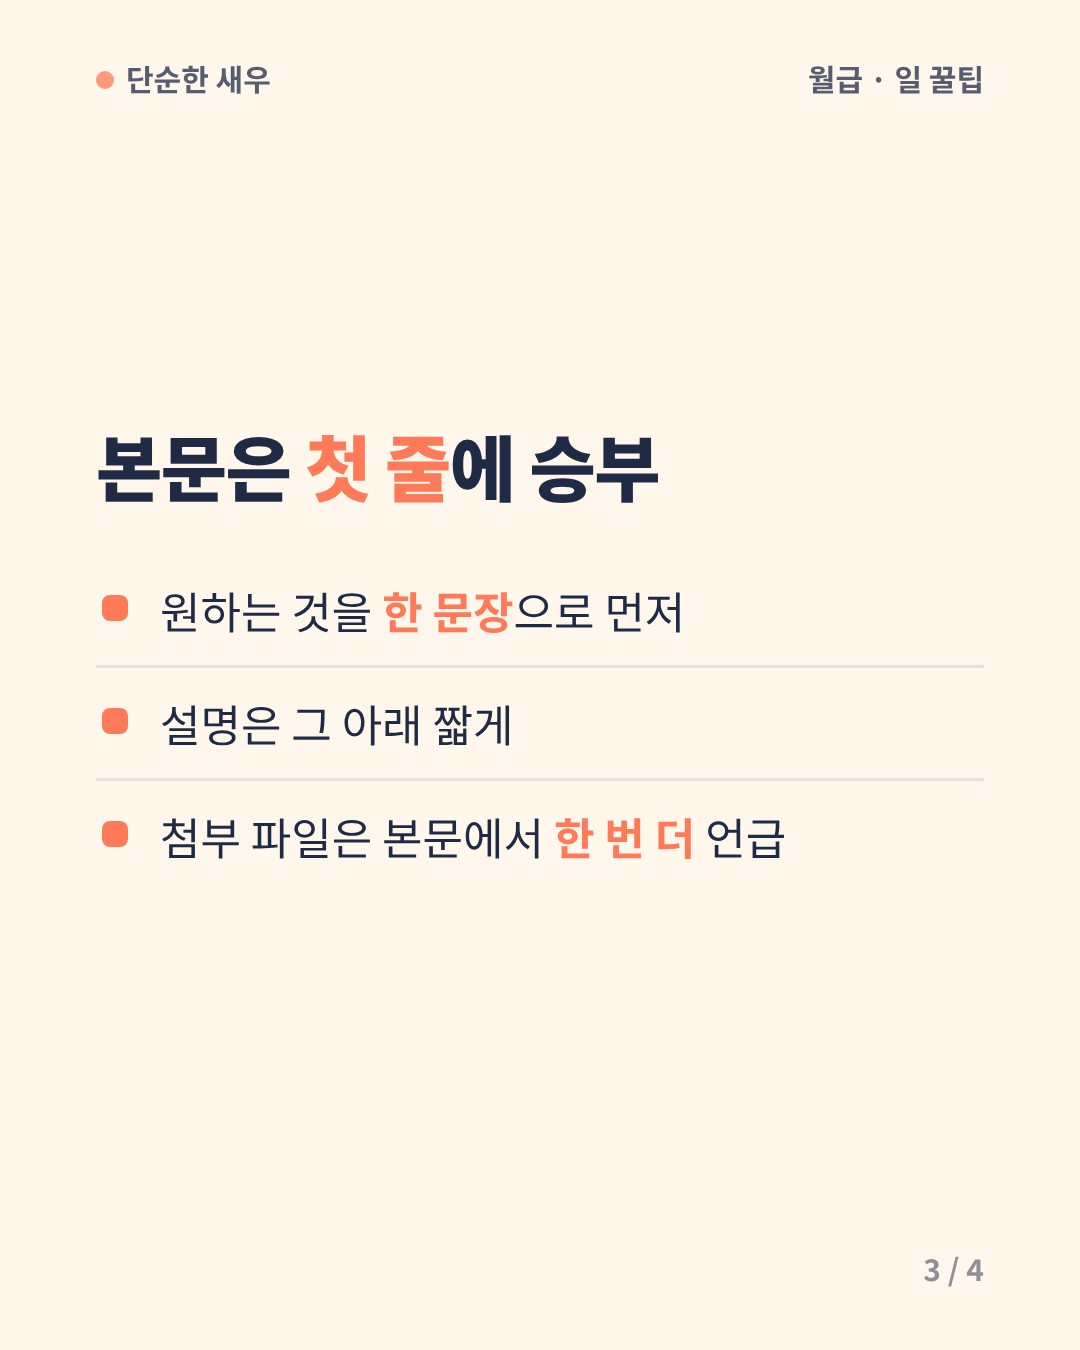 단순한 새우
월급 · 일 꿀팁
본문은 첫 줄에 승부
원하는 것을 한 문장으로 먼저
설명은 그 아래 짧게
첨부 파일은 본문에서 한 번 더 언급
3 / 4